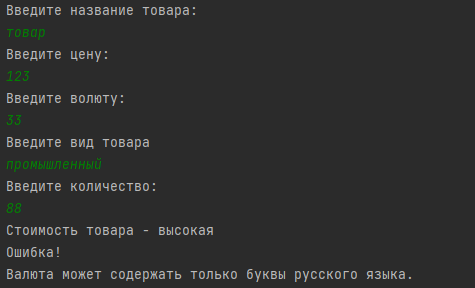 Введите название товара:
товар
Введите цену:
123
Введите волюту:
33
Введите вид товара
промышленный
Введите количество:
88
Стоимость товара - высокая
Ошибка!
Валюта может содержать только буквы русского языка.